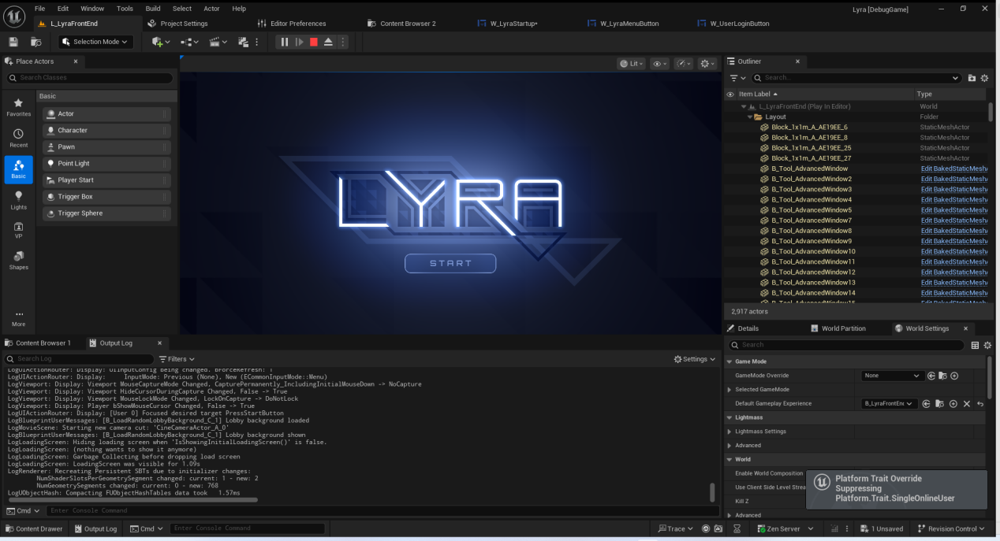 File Edit Window Tools Build Select Actor Help
Lyra [DebugGame]
L_LyraFrontEnd
Project Settings
Editor Preferences
Content Browser 2
W_LyraStartup•
W_LyraMenuButton
W_UserLoginButton
Selection Mode
Place Actors
Search Classes
Favorites
Recent
Basic
Lights
VP
Shapes
More
Basic
Actor
Character
Pawn
Point Light
Player Start
Trigger Box
Trigger Sphere
Lit
LYRA
START
Outliner
Search...
Item Label Type
L_LyraFrontEnd (Play In Editor) World
Layout Folder
Block_1x1m_A_AE19EE_6 StaticMeshActor
Block_1x1m_A_AE19EE_8 StaticMeshActor
Block_1x1m_A_AE19EE_25 StaticMeshActor
Block_1x1m_A_AE19EE_27 StaticMeshActor
B_Tool_AdvancedWindow Edit BakedStaticMesh
B_Tool_AdvancedWindow2 Edit BakedStaticMesh
B_Tool_AdvancedWindow3 Edit BakedStaticMesh
B_Tool_AdvancedWindow4 Edit BakedStaticMesh
B_Tool_AdvancedWindow5 Edit BakedStaticMesh
B_Tool_AdvancedWindow7 Edit BakedStaticMesh
B_Tool_AdvancedWindow8 Edit BakedStaticMesh
B_Tool_AdvancedWindow9 Edit BakedStaticMesh
B_Tool_AdvancedWindow10 Edit BakedStaticMesh
B_Tool_AdvancedWindow11 Edit BakedStaticMesh
B_Tool_AdvancedWindow12 Edit BakedStaticMesh
B_Tool_AdvancedWindow13 Edit BakedStaticMesh
B_Tool_AdvancedWindow14 Edit BakedStaticMesh
B_Tool_AdvancedWindow15 Edit BakedStaticMesh
2,917 actors
Content Browser 1
Output Log
Search Log
Filters
Settings
LogUIActionRouter: Display: UIInputConfig being changed. bForceRefresh: 1
LogUIActionRouter: Display: InputMode: Previous (None), New (ECommonInputMode::Menu)
LogViewport: Display: Viewport MouseCaptureMode Changed, CapturePermanently_IncludingInitialMouseDown -> NoCapture
LogViewport: Display: Viewport HideCursorDuringCapture Changed, False -> True
LogViewport: Display: Viewport MouseLockMode Changed, LockOnCapture -> DoNotLock
LogViewport: Display: Player bShowMouseCursor Changed, False -> True
LogUIActionRouter: Display: [User 0] Focused desired target PressStartButton
LogBlueprintUserMessages: [B_LoadRandomLobbyBackground_C_1] Lobby background loaded
LogMovieScene: Starting new camera cut: 'CineCameraActor_A_0'
LogBlueprintUserMessages: [B_LoadRandomLobbyBackground_C_1] Lobby background shown
LogLoadingScreen: Hiding loading screen when 'IsShowingInitialLoadingScreen()' is false.
LogLoadingScreen: (nothing wants to show it anymore)
LogLoadingScreen: Garbage Collecting before dropping load screen
LogLoadingScreen: LoadingScreen was visible for 1.09s
LogRenderer: Recreating Persistent SBTs due to initializer changes:
NumShaderSlotsPerGeometrySegment changed: current: 1 - new: 2
NumGeometrySegments changed: current: 0 - new: 768
LogUObjectHash: Compacting FUObjectHashTables data took 1.57ms
Cmd
Enter Console Command
Details
World Partition
World Settings
Search
Game Mode
GameMode Override None
Selected GameMode
Default Gameplay Experience B_LyraFrontEn
Lightmass
Lightmass Settings
Advanced
World
Enable World Composition
Use Client Side Level Strea
Kill Z
Advanced
Platform Trait Override
Suppressing
Platform.Trait.SingleOnlineUser
Content Drawer
Output Log
Cmd
Enter Console Command
Trace
Zen Server
1 Unsaved
Revision Control